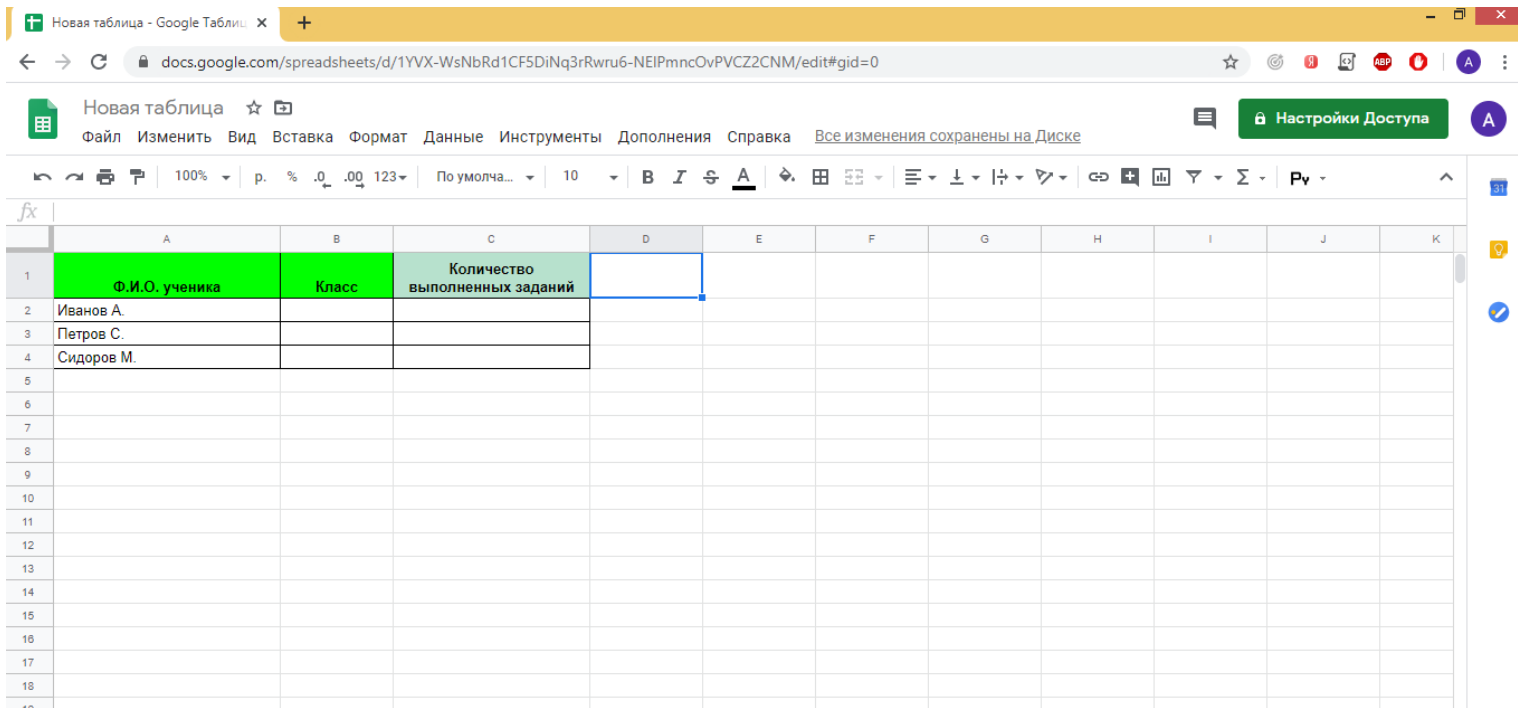 Новая таблица - Google Таблиц
docs.google.com/spreadsheets/d/1YVX-WsNbRd1CF5DiNq3rRwru6-NEIPmncOvPVCZ2CNM/edit#gid=0
Я
ABP
A
Новая таблица
Файл Изменить Вид Вставка Формат Данные Инструменты Дополнения Справка Все изменения сохранены на Диске
Настройки Доступа
A
100% р. % .0 .00 123 По умолча... 10 B I S A Σ Ру
31
fx
A B C D E F G H I J K
1 Ф.И.О. ученика Класс Количество
выполненных заданий
2 Иванов А.
3 Петров С.
4 Сидоров М.
5
6
7
8
9
10
11
12
13
14
15
16
17
18